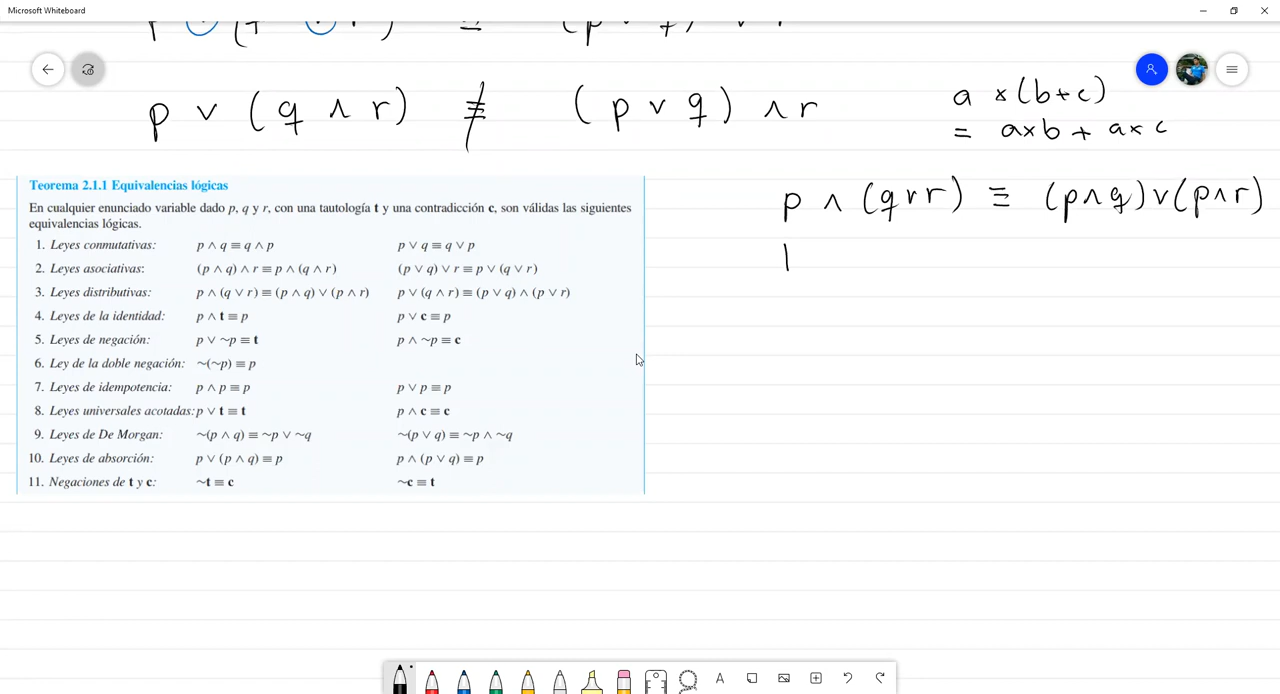 Microsoft Whiteboard
p ∨ (q ∧ r) ≢ (p ∨ q) ∧ r
a × (b+c)
= a×b + a×c
Teorema 2.1.1 Equivalencias lógicas
En cualquier enunciado variable dado p, q y r, con una tautología t y una contradicción c, son válidas las siguientes
equivalencias lógicas.
1. Leyes conmutativas: p ∧ q ≡ q ∧ p p ∨ q ≡ q ∨ p
2. Leyes asociativas: (p ∧ q) ∧ r ≡ p ∧ (q ∧ r) (p ∨ q) ∨ r ≡ p ∨ (q ∨ r)
3. Leyes distributivas: p ∧ (q ∨ r) ≡ (p ∧ q) ∨ (p ∧ r) p ∨ (q ∧ r) ≡ (p ∨ q) ∧ (p ∨ r)
4. Leyes de la identidad: p ∧ t ≡ p p ∨ c ≡ p
5. Leyes de negación: p ∨ ~p ≡ t p ∧ ~p ≡ c
6. Ley de la doble negación: ~(~p) ≡ p
7. Leyes de idempotencia: p ∧ p ≡ p p ∨ p ≡ p
8. Leyes universales acotadas: p ∨ t ≡ t p ∧ c ≡ c
9. Leyes de De Morgan: ~(p ∧ q) ≡ ~p ∨ ~q ~(p ∨ q) ≡ ~p ∧ ~q
10. Leyes de absorción: p ∨ (p ∧ q) ≡ p p ∧ (p ∨ q) ≡ p
11. Negaciones de t y c: ~t ≡ c ~c ≡ t
p ∧ (q ∨ r) ≡ (p ∧ q) ∨ (p ∧ r)